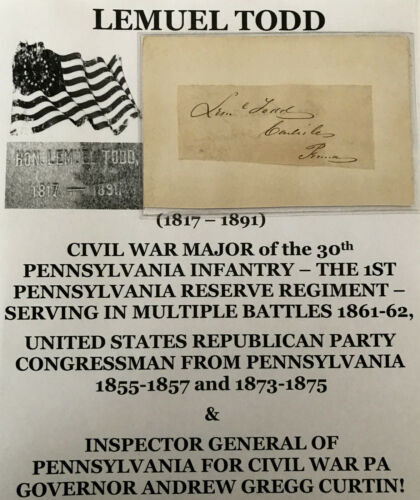 LEMUEL TODD
HON. LEMUEL TODD,
1817 — 1891
Leml Todd
Carlisle
Penna
(1817 – 1891)
CIVIL WAR MAJOR of the 30th
PENNSYLVANIA INFANTRY – THE 1ST
PENNSYLVANIA RESERVE REGIMENT –
SERVING IN MULTIPLE BATTLES 1861-62,
UNITED STATES REPUBLICAN PARTY
CONGRESSMAN FROM PENNSYLVANIA
1855-1857 and 1873-1875
&
INSPECTOR GENERAL OF
PENNSYLVANIA FOR CIVIL WAR PA
GOVERNOR ANDREW GREGG CURTIN!